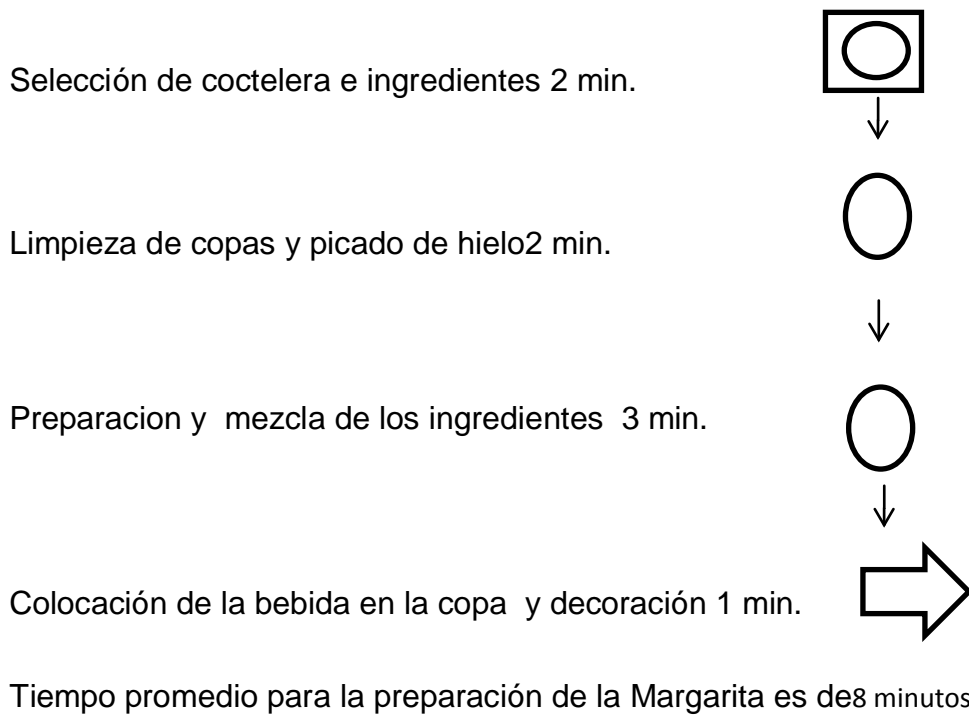 Selección de coctelera e ingredientes 2 min.
Limpieza de copas y picado de hielo2 min.
Preparacion y  mezcla de los ingredientes  3 min.
Colocación de la bebida en la copa  y decoración 1 min.
Tiempo promedio para la preparación de la Margarita es de8 minutos